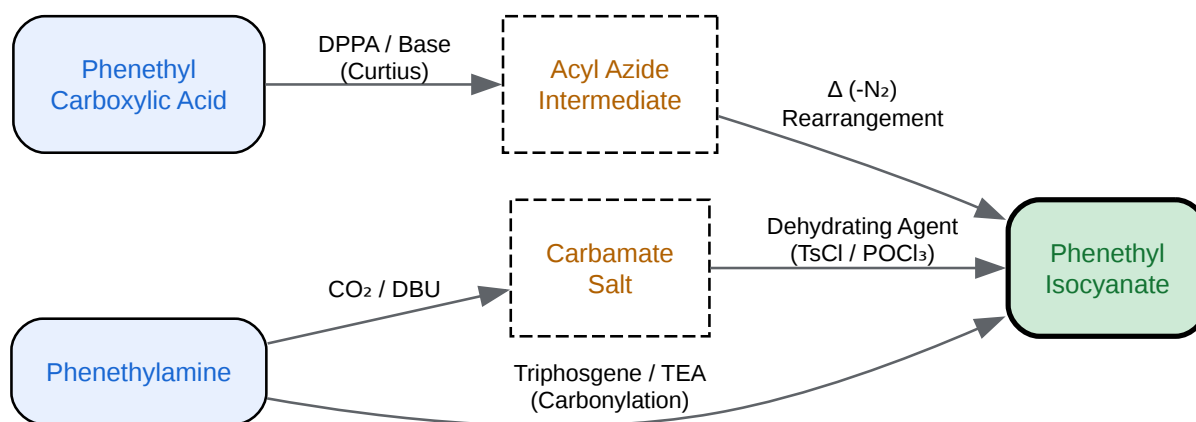 Phenethyl
Carboxylic Acid
DPPA / Base
(Curtius)
Acyl Azide
Intermediate
Δ (-N₂)
Rearrangement
Phenethylamine
CO₂ / DBU
Carbamate
Salt
Dehydrating Agent
(TsCl / POCl₃)
Triphosgene / TEA
(Carbonylation)
Phenethyl
Isocyanate